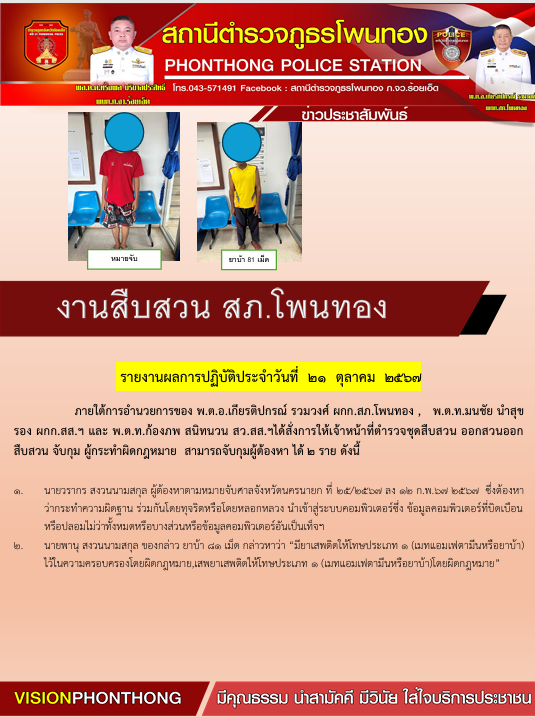 สถานีตำรวจภูธรโพนทอง
PHONTHONG POLICE STATION
โทร.043-571491 Facebook : สถานีตำรวจภูธรโพนทอง ภ.จว.ร้อยเอ็ด
POLICE
ข่าวประชาสัมพันธ์
หมายจับ
ยาบ้า 81 เม็ด
งานสืบสวน สภ.โพนทอง
รายงานผลการปฏิบัติประจำวันที่ ๒๑ ตุลาคม ๒๕๖๗
ภายใต้การอำนวยการของ พ.ต.อ.เกียรติปกรณ์ รวมวงศ์ ผกก.สภ.โพนทอง , พ.ต.ท.มนชัย นำสุข
รอง ผกก.สส.ฯ และ พ.ต.ท.ก้องภพ สนิทนวน สว.สส.ฯได้สั่งการให้เจ้าหน้าที่ตำรวจชุดสืบสวน ออกสวนออก
สืบสวน จับกุม ผู้กระทำผิดกฎหมาย สามารถจับกุมผู้ต้องหา ได้ ๒ ราย ดังนี้
๑. นายวรากร สงวนนามสกุล ผู้ต้องหาตามหมายจับศาลจังหวัดนครนายก ที่ ๒๕/๒๕๖๗ ลง ๑๒ ก.พ.๖๗ ๒๕๖๗ ซึ่งต้องหา
ว่ากระทำความผิดฐาน ร่วมกันโดยทุจริตหรือโดยหลอกลวง นำเข้าสู่ระบบคอมพิวเตอร์ซึ่ง ข้อมูลคอมพิวเตอร์ที่บิดเบือน
หรือปลอมไม่ว่าทั้งหมดหรือบางส่วนหรือข้อมูลคอมพิวเตอร์อันเป็นเท็จฯ
๒. นายพานุ สงวนนามสกุล ของกล่าว ยาบ้า ๘๑ เม็ด กล่าวหาว่า “มียาเสพติดให้โทษประเภท ๑ (เมทแอมเฟตามีนหรือยาบ้า)
ไว้ในความครอบครองโดยผิดกฎหมาย,เสพยาเสพติดให้โทษประเภท ๑ (เมทแอมเฟตามีนหรือยาบ้า)โดยผิดกฎหมาย”
VISIONPHONTHONG
มีคุณธรรม นำสามัคคี มีวินัย ใส่ใจบริการประชาชน